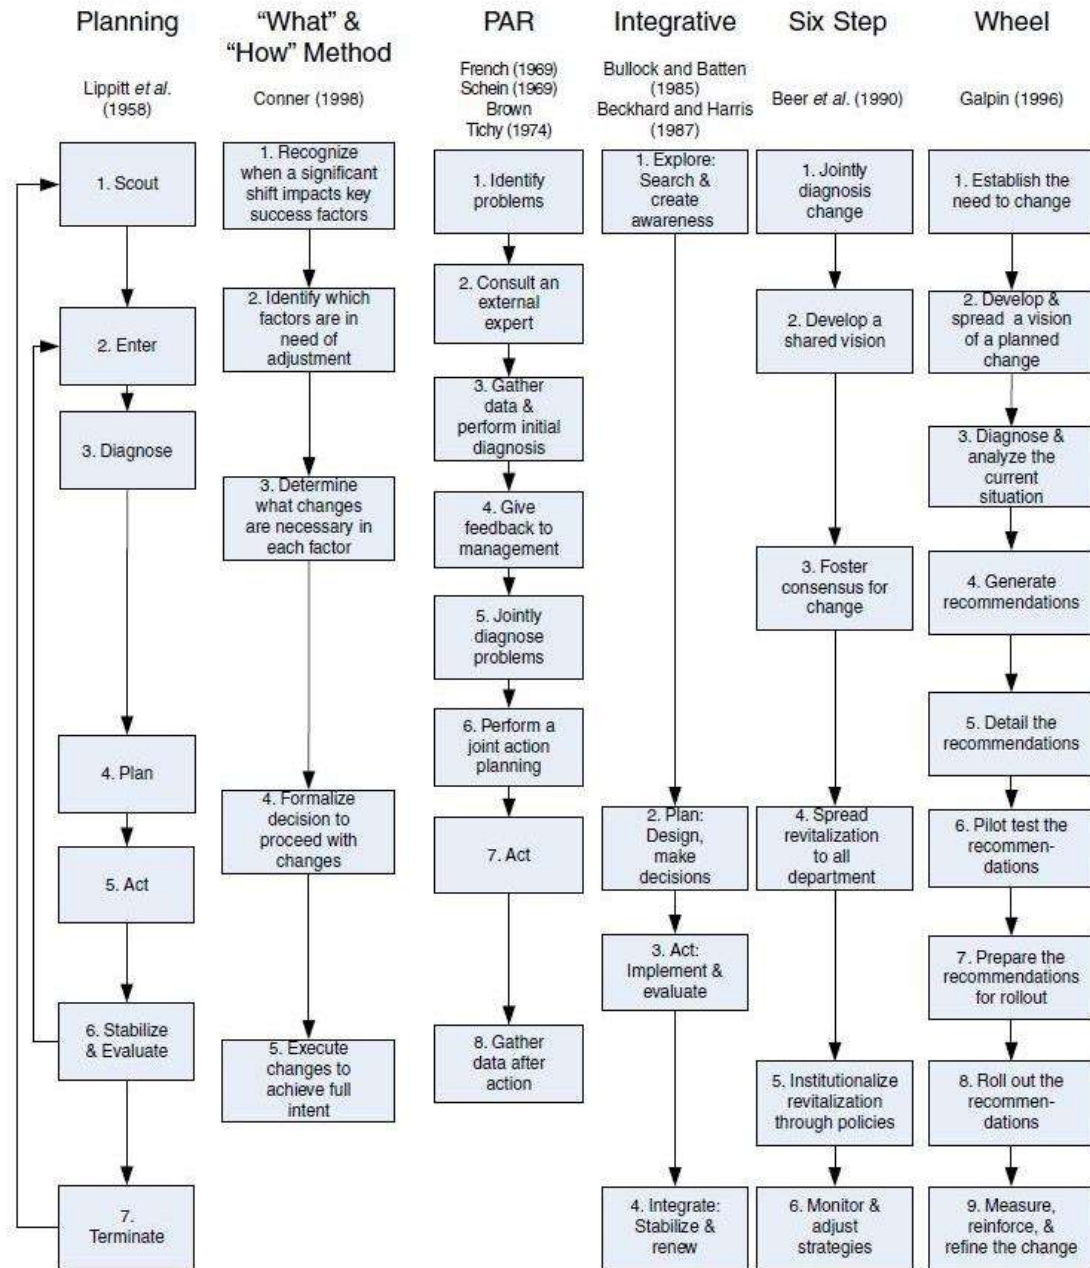 Planning
Lippitt et al.
(1958)
1. Scout
2. Enter
3. Diagnose
4. Plan
5. Act
6. Stabilize
& Evaluate
7.
Terminate
“What” &
“How” Method
Conner (1998)
1. Recognize
when a significant
shift impacts key
success factors
2. Identify which
factors are in
need of
adjustment
3. Determine
what changes
are necessary in
each factor
4. Formalize
decision to
proceed with
changes
5. Execute
changes to
achieve full
intent
PAR
French (1969)
Schein (1969)
Brown
Tichy (1974)
1. Identify
problems
2. Consult an
external
expert
3. Gather
data &
perform initial
diagnosis
4. Give
feedback to
management
5. Jointly
diagnose
problems
6. Perform a
joint action
planning
7. Act
8. Gather
data after
action
Integrative
Bullock and Batten
(1985)
Beckhard and Harris
(1987)
1. Explore:
Search &
create
awareness
2. Plan:
Design,
make
decisions
3. Act:
Implement &
evaluate
4. Integrate:
Stabilize &
renew
Six Step
Beer et al. (1990)
1. Jointly
diagnosis
change
2. Develop a
shared vision
3. Foster
consensus for
change
4. Spread
revitalization
to all
department
5. Institutionalize
revitalization
through policies
6. Monitor &
adjust
strategies
Wheel
Galpin (1996)
1. Establish the
need to change
2. Develop &
spread a vision
of a planned
change
3. Diagnose &
analyze the
current
situation
4. Generate
recommendations
5. Detail the
recommendations
6. Pilot test the
recommen-
dations
7. Prepare the
recommendations
for rollout
8. Roll out the
recommen-
dations
9. Measure,
reinforce, &
refine the change